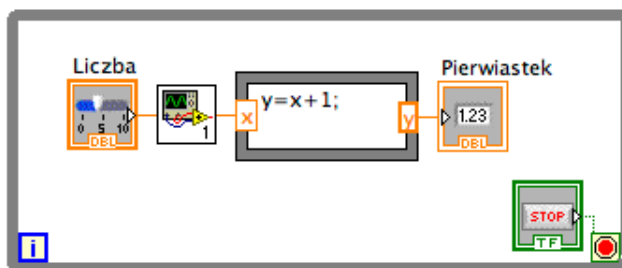 Liczba
Pierwiastek
y=x+1;
x
y
1.23
0 5 10
1
DBL
DBL
STOP
TF
i